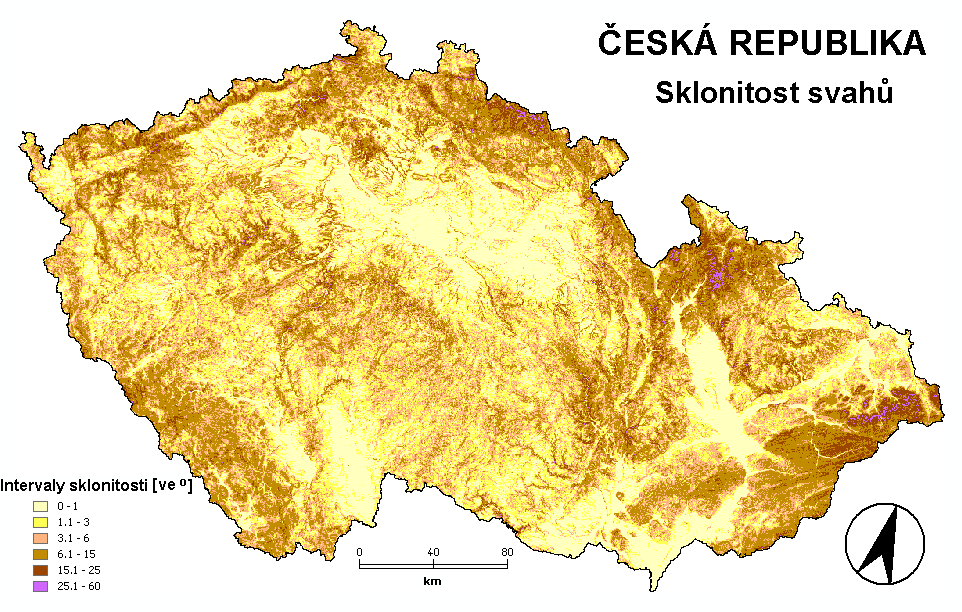 ČESKÁ REPUBLIKA
Sklonitost svahů
Intervaly sklonitosti [ve º]
0 - 1
1.1 - 3
3.1 - 6
6.1 - 15
15.1 - 25
25.1 - 60
0 40 80
km